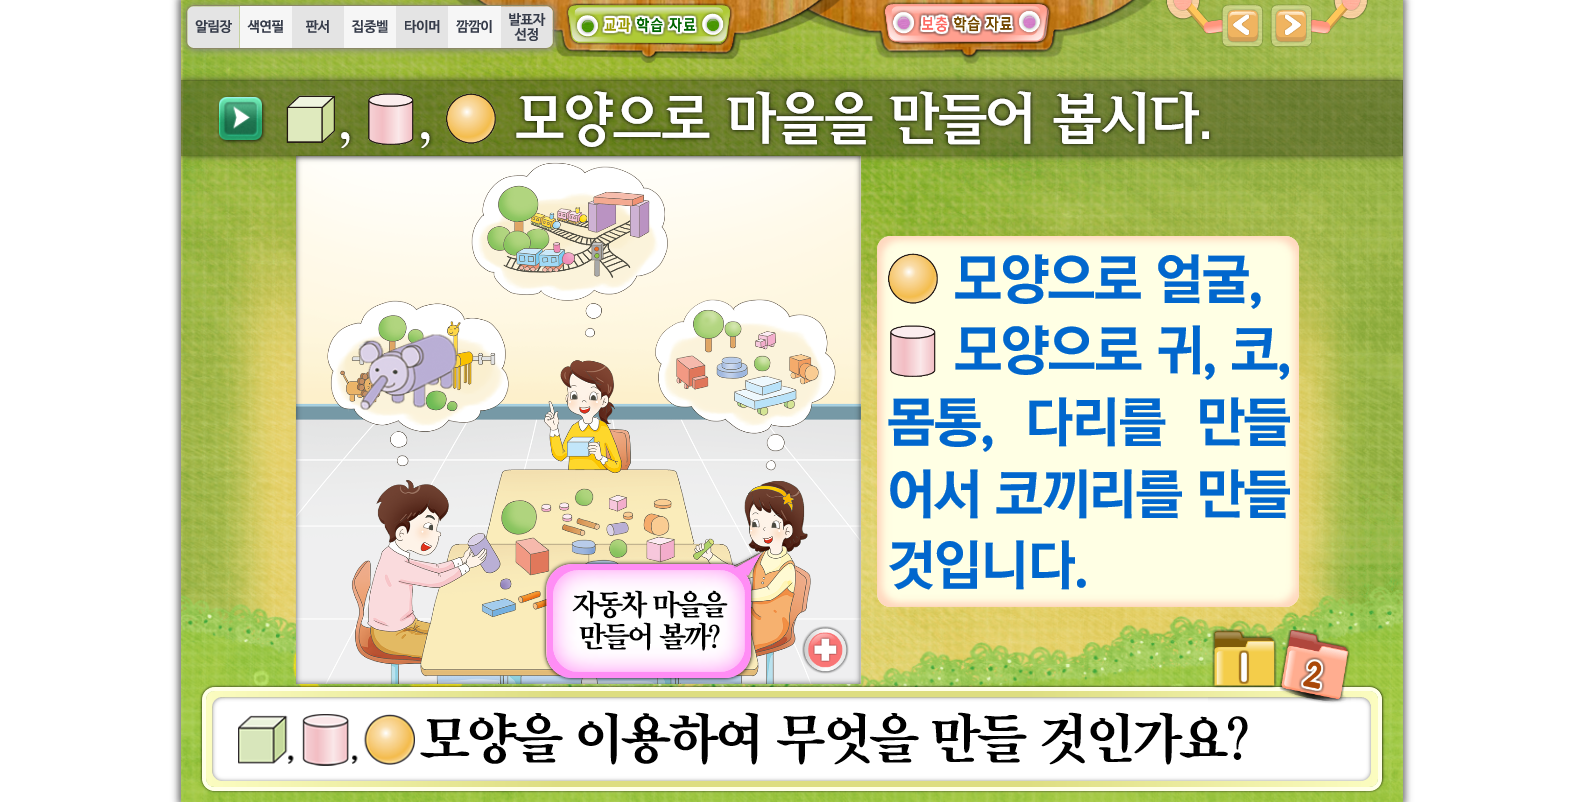 알림장 색연필 판서 집중벨 타이머 깜깜이 발표자 선정
교과 학습 자료
보충 학습 자료
, , 모양으로 마을을 만들어 봅시다.
모양으로 얼굴,
모양으로 귀, 코,
몸통, 다리를 만들
어서 코끼리를 만들
것입니다.
자동차 마을을
만들어 볼까?
1
2
, , 모양을 이용하여 무엇을 만들 것인가요?